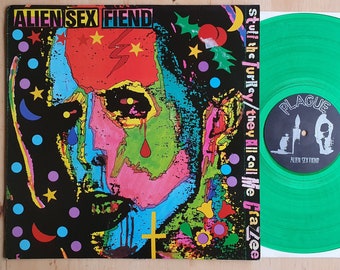 ALIEN SEX FIEND
Stuff the Turkey/they All call Me Crazee
PLAGUE
ALIEN SEX FIEND